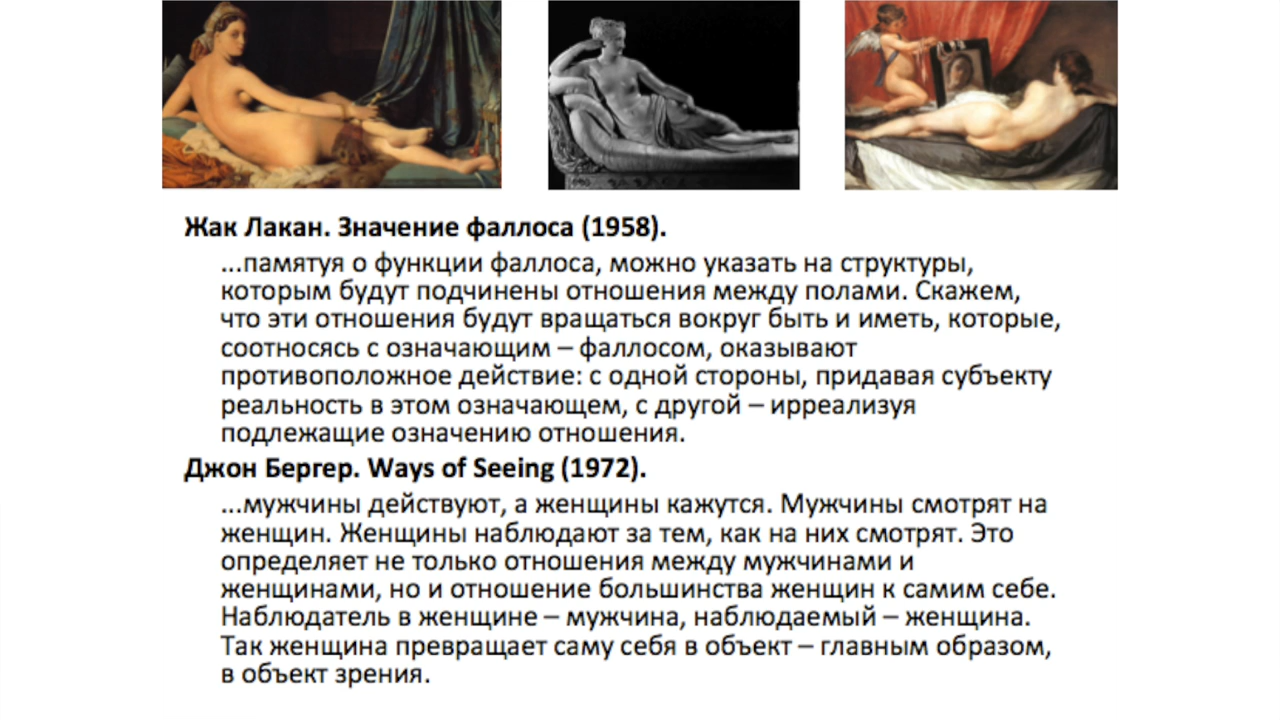 Жак Лакан. Значение фаллоса (1958).
...памятуя о функции фаллоса, можно указать на структуры,
которым будут подчинены отношения между полами. Скажем,
что эти отношения будут вращаться вокруг быть и иметь, которые,
соотносясь с означающим – фаллосом, оказывают
противоположное действие: с одной стороны, придавая субъекту
реальность в этом означающем, с другой – ирреализуя
подлежащие означению отношения.
Джон Бергер. Ways of Seeing (1972).
...мужчины действуют, а женщины кажутся. Мужчины смотрят на
женщин. Женщины наблюдают за тем, как на них смотрят. Это
определяет не только отношения между мужчинами и
женщинами, но и отношение большинства женщин к самим себе.
Наблюдатель в женщине – мужчина, наблюдаемый – женщина.
Так женщина превращает саму себя в объект – главным образом,
в объект зрения.